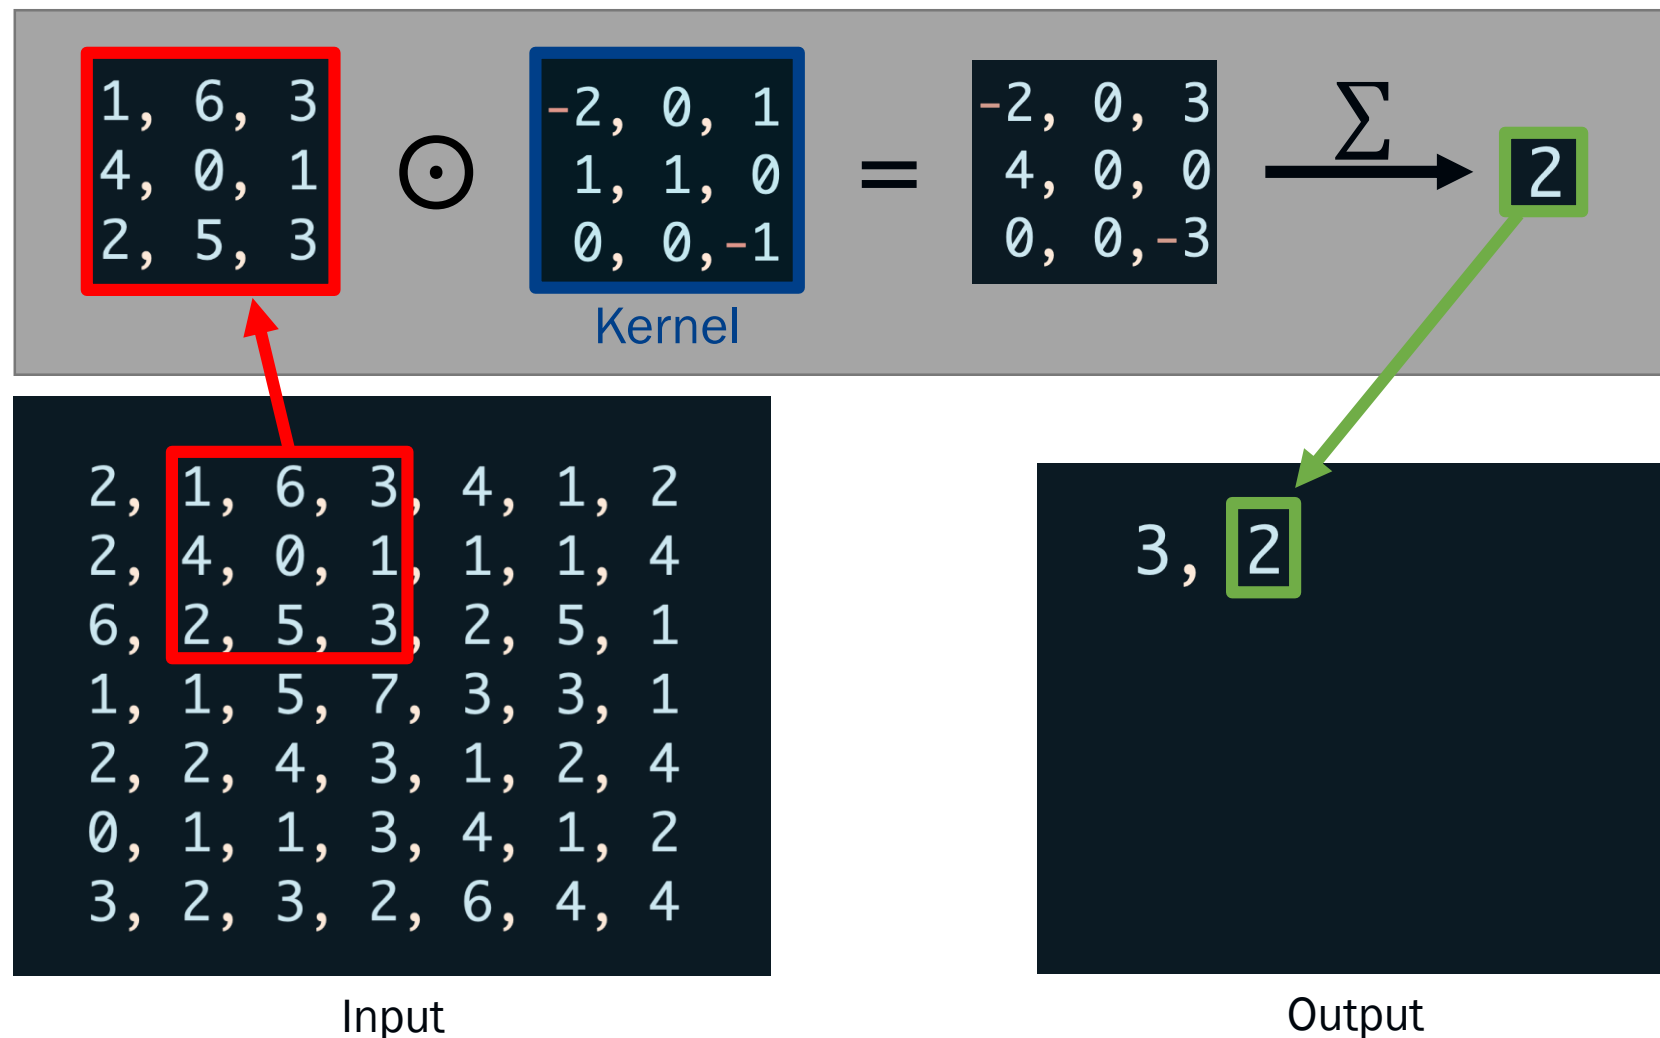 1, 6, 3
4, 0, 1
2, 5, 3
⊙
-2, 0, 1
1, 1, 0
0, 0,-1
Kernel
=
-2, 0, 3
4, 0, 0
0, 0,-3
∑
2
2, 1, 6, 3, 4, 1, 2
2, 4, 0, 1, 1, 1, 4
6, 2, 5, 3, 2, 5, 1
1, 1, 5, 7, 3, 3, 1
2, 2, 4, 3, 1, 2, 4
0, 1, 1, 3, 4, 1, 2
3, 2, 3, 2, 6, 4, 4
Input
3, 2
Output